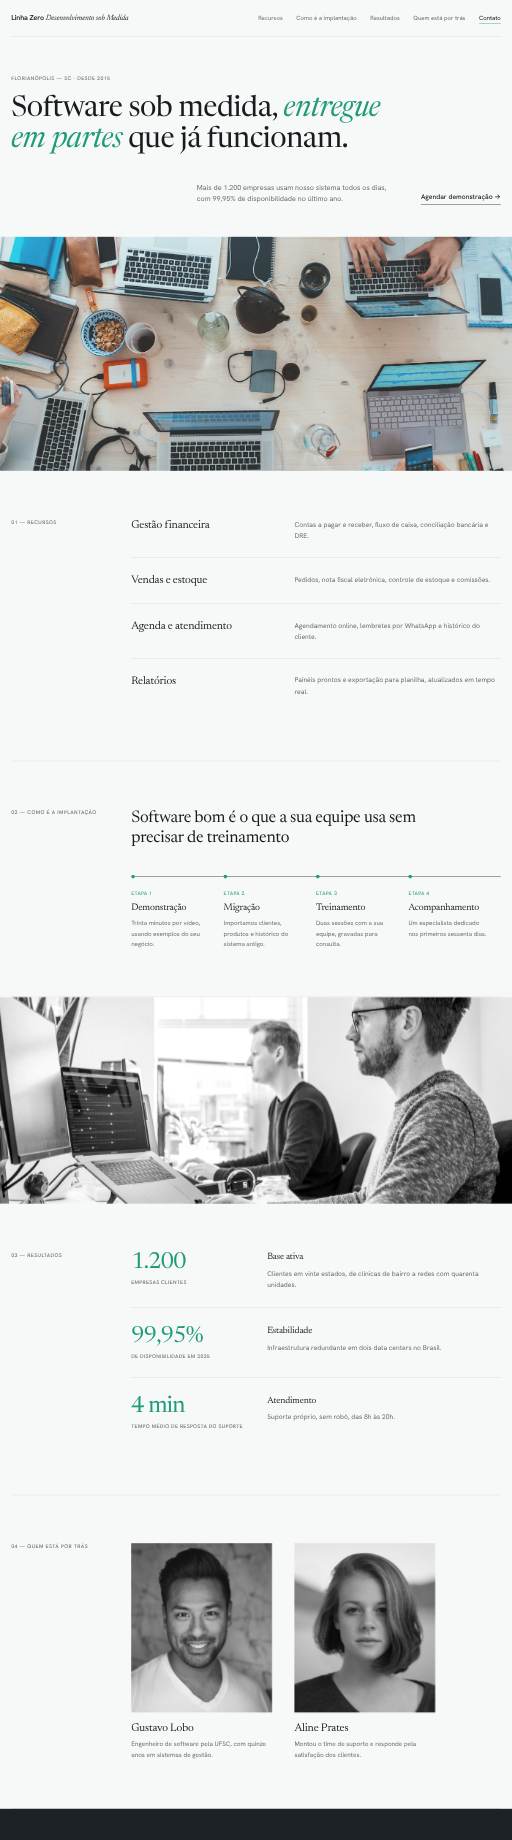 Linha Zero Desenvolvimento sob Medida
Recursos
Como é a implantação
Resultados
Quem está por trás
Contato
FLORIANÓPOLIS — SC · DESDE 2015
Software sob medida, entregue
em partes que já funcionam.
Mais de 1.200 empresas usam nosso sistema todos os dias,
com 99,95% de disponibilidade no último ano.
Agendar demonstração →
01 — RECURSOS
Gestão financeira
Contas a pagar e receber, fluxo de caixa, conciliação bancária e
DRE.
Vendas e estoque
Pedidos, nota fiscal eletrônica, controle de estoque e comissões.
Agenda e atendimento
Agendamento online, lembretes por WhatsApp e histórico do
cliente.
Relatórios
Painéis prontos e exportação para planilha, atualizados em tempo
real.
02 — COMO É A IMPLANTAÇÃO
Software bom é o que a sua equipe usa sem
precisar de treinamento
ETAPA 1
Demonstração
Trinta minutos por vídeo,
usando exemplos do seu
negócio.
ETAPA 2
Migração
Importamos clientes,
produtos e histórico do
sistema antigo.
ETAPA 3
Treinamento
Duas sessões com a sua
equipe, gravadas para
consulta.
ETAPA 4
Acompanhamento
Um especialista dedicado
nos primeiros sessenta dias.
03 — RESULTADOS
1.200
EMPRESAS CLIENTES
Base ativa
Clientes em vinte estados, de clínicas de bairro a redes com quarenta
unidades.
99,95%
DE DISPONIBILIDADE EM 2025
Estabilidade
Infraestrutura redundante em dois data centers no Brasil.
4 min
TEMPO MÉDIO DE RESPOSTA DO SUPORTE
Atendimento
Suporte próprio, sem robô, das 8h às 20h.
04 — QUEM ESTÁ POR TRÁS
Gustavo Lobo
Engenheiro de software pela UFSC, com quinze
anos em sistemas de gestão.
Aline Prates
Montou o time de suporte e responde pela
satisfação dos clientes.